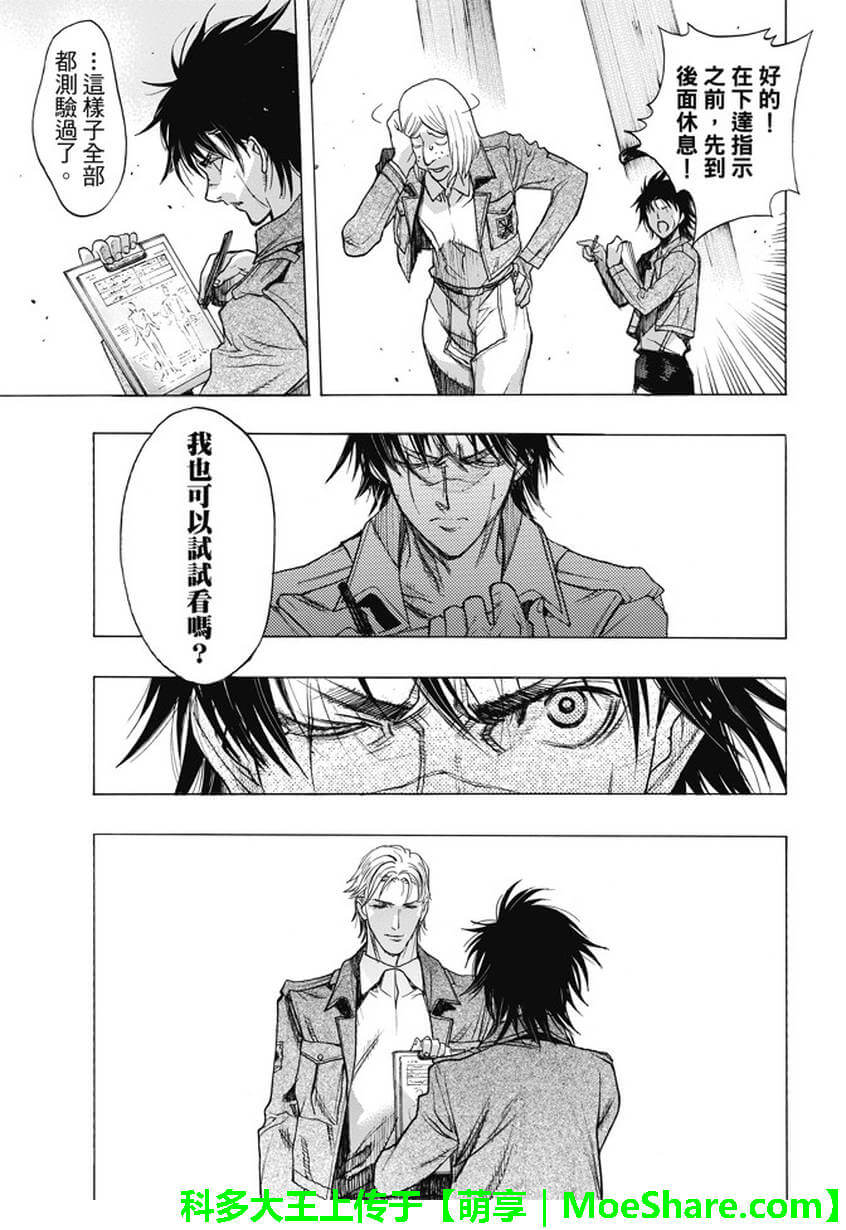 好的！
在下達指示
之前，先到
後面休息！
…這樣子全部
都測驗過了。
我也可以試試看嗎？
科多大王上传于【萌享｜MoeShare.com】